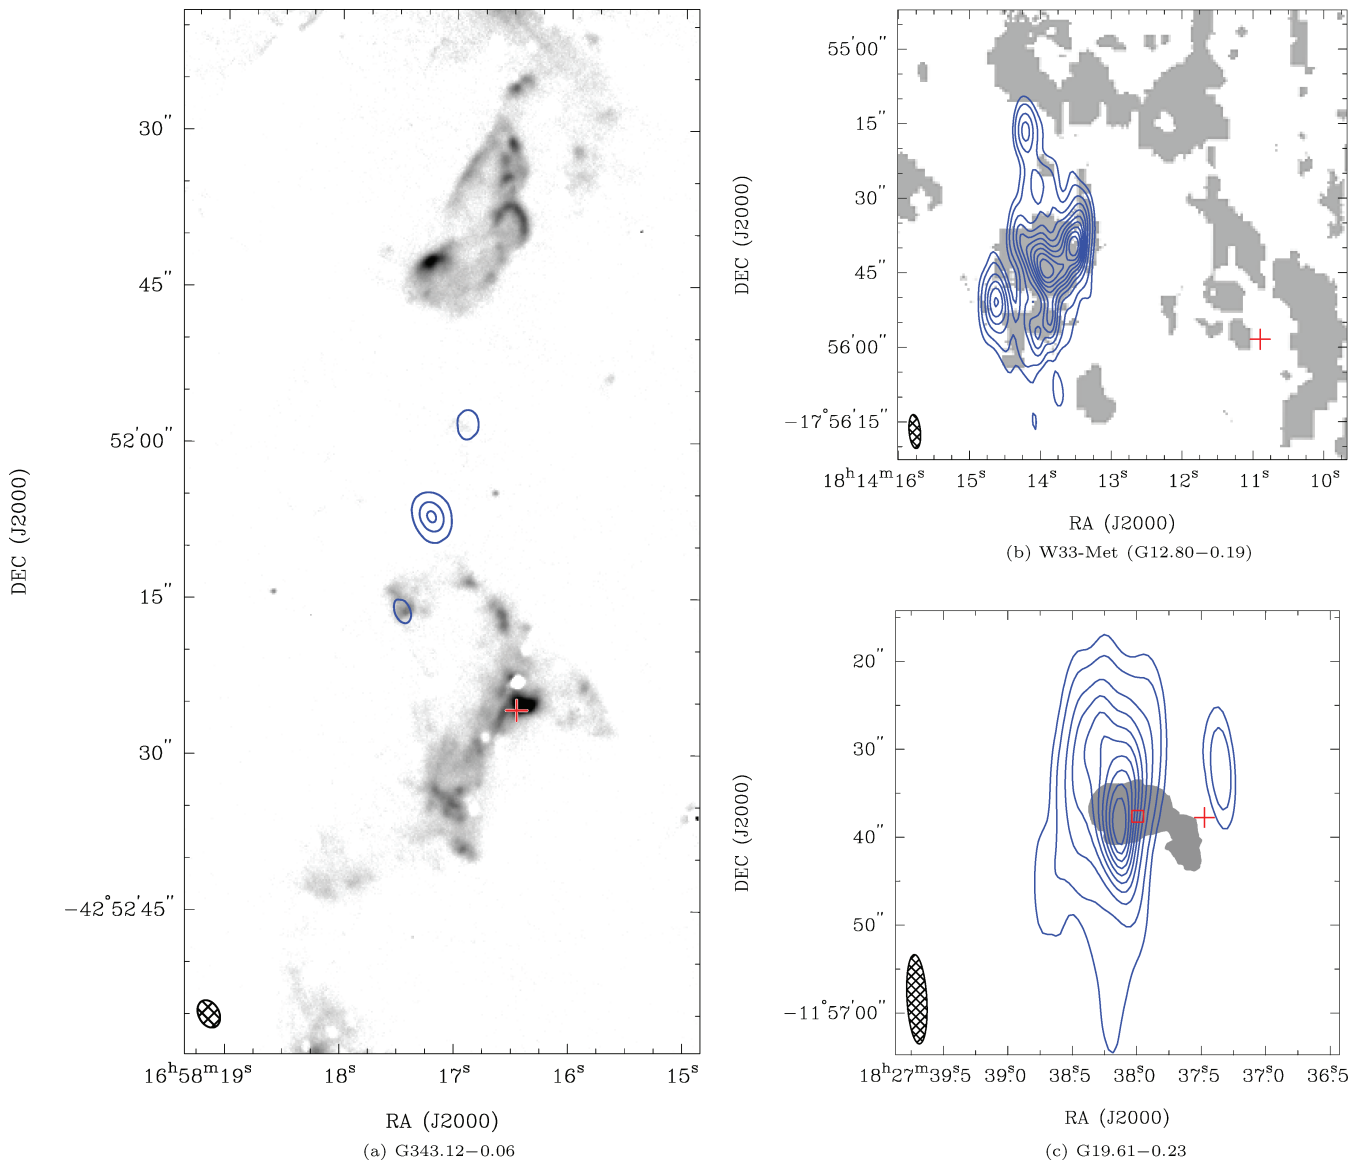 DEC (J2000)
30″
45″
52′00″
15″
30″
−42°52′45″
16ʰ58ᵐ19ˢ 18ˢ 17ˢ 16ˢ 15ˢ
RA (J2000)
(a) G343.12−0.06
DEC (J2000)
55′00″
15″
30″
45″
56′00″
−17°56′15″
18ʰ14ᵐ16ˢ 15ˢ 14ˢ 13ˢ 12ˢ 11ˢ 10ˢ
RA (J2000)
(b) W33-Met (G12.80−0.19)
DEC (J2000)
20″
30″
40″
50″
−11°57′00″
18ʰ27ᵐ39ˢ.5 39ˢ.0 38ˢ.5 38ˢ.0 37ˢ.5 37ˢ.0 36ˢ.5
RA (J2000)
(c) G19.61−0.23